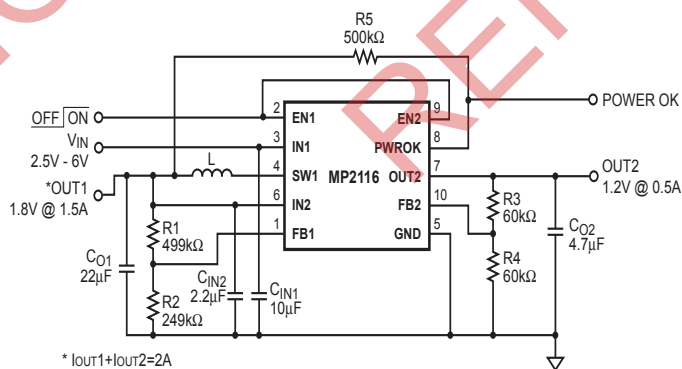 R5
500kΩ
OFF ON
VIN
2.5V - 6V
*OUT1
1.8V @ 1.5A
L
2
3
4
6
1
EN1
IN1
SW1
IN2
FB1
MP2116
EN2
PWROK
OUT2
FB2
GND
9
8
7
10
5
POWER OK
OUT2
1.2V @ 0.5A
R3
60kΩ
R4
60kΩ
CO2
4.7µF
R1
499kΩ
R2
249kΩ
CO1
22µF
CIN2
2.2µF
CIN1
10µF
* IOUT1+IOUT2=2A